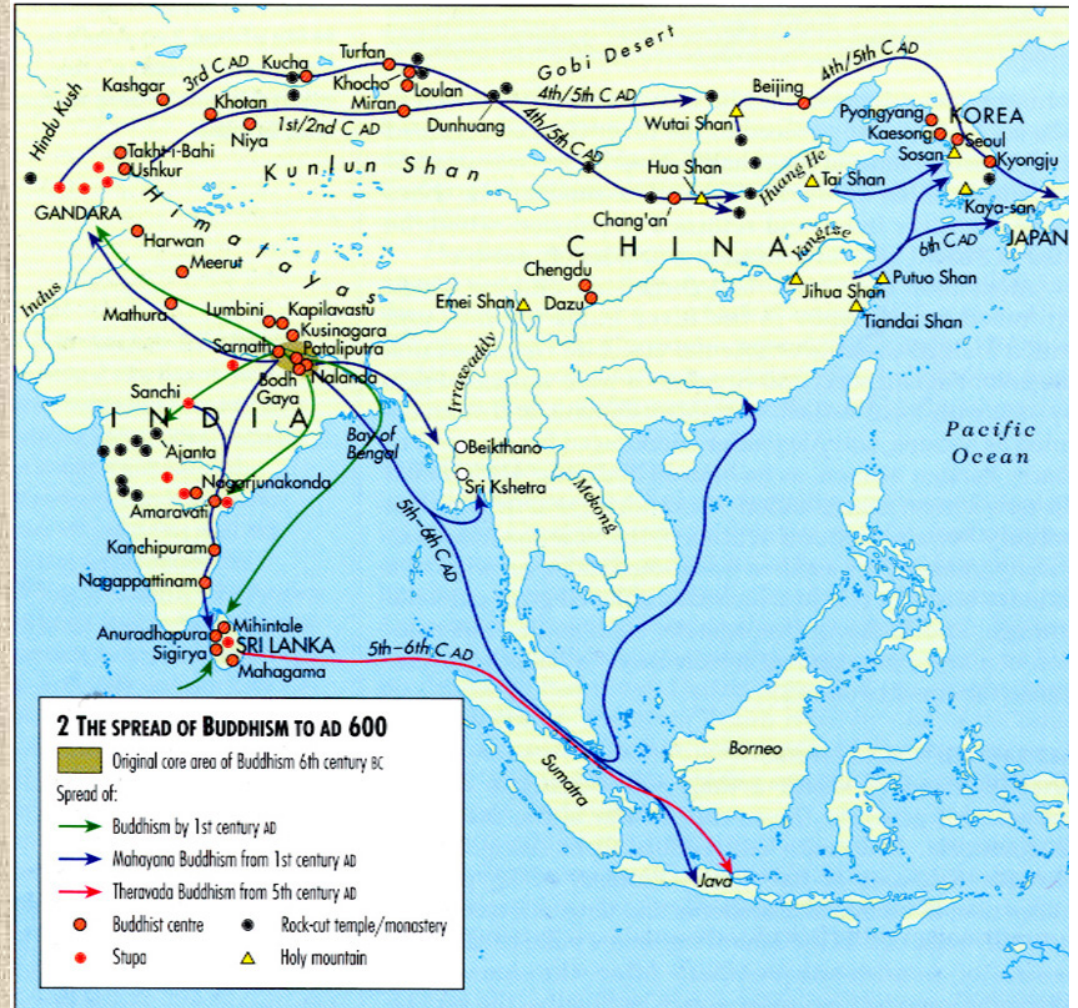 Gobi Desert
Turfan
Kucha
Khocho
Loulan
3rd C AD
Kashgar
Khotan
Miran
4th/5th C AD
Dunhuang
Niya
1st/2nd C AD
Hindu Kush
Takht-i-Bahi
Ushkur
Kunlun Shan
GANDARA
Himalayas
Harwan
Meerut
Indus
Mathura
Lumbini
Kapilavastu
Kusinagara
Sarnath
Pataliputra
Nalanda
Bodh
Gaya
Sanchi
INDIA
Ajanta
Nagarjunakonda
Amaravati
Kanchipuram
Nagappattinam
Anuradhapura
Mihintale
Sigirya
SRI LANKA
Mahagama
Bay of
Bengal
5th–6th C AD
5th–6th C AD
4th/5th C AD
4th/5th C AD
Beijing
Wutai Shan
Pyongyang
KOREA
Kaesong
Seoul
Sosan
Kyongju
Kaya-san
JAPAN
6th C AD
Hua Shan
Huang He
Tai Shan
Chang'an
CHINA
Yangtse
Chengdu
Dazu
Emei Shan
Jihua Shan
Putuo Shan
Tiandai Shan
Irrawaddy
Beikthano
Sri Kshetra
Mekong
Pacific
Ocean
Borneo
Sumatra
Java
2 THE SPREAD OF BUDDHISM TO AD 600
Original core area of Buddhism 6th century BC
Spread of:
Buddhism by 1st century AD
Mahayana Buddhism from 1st century AD
Theravada Buddhism from 5th century AD
Buddhist centre
Rock-cut temple/monastery
Stupa
Holy mountain